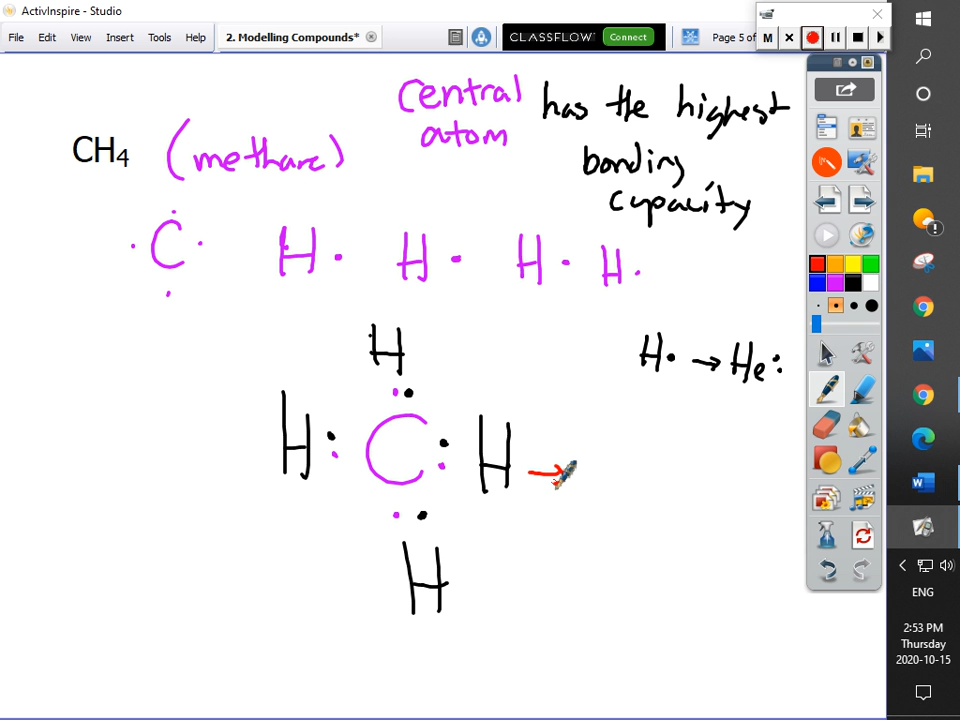 ActivInspire - Studio
File Edit View Insert Tools Help
2. Modelling Compounds*
CLASSFLOW Connect
Page 5 of
M
Central
atom
has the highest
bonding
capacity
CH4 (methane)
C H H H H
H
H C H
H
H· → He:
ENG
2:53 PM
Thursday
2020-10-15